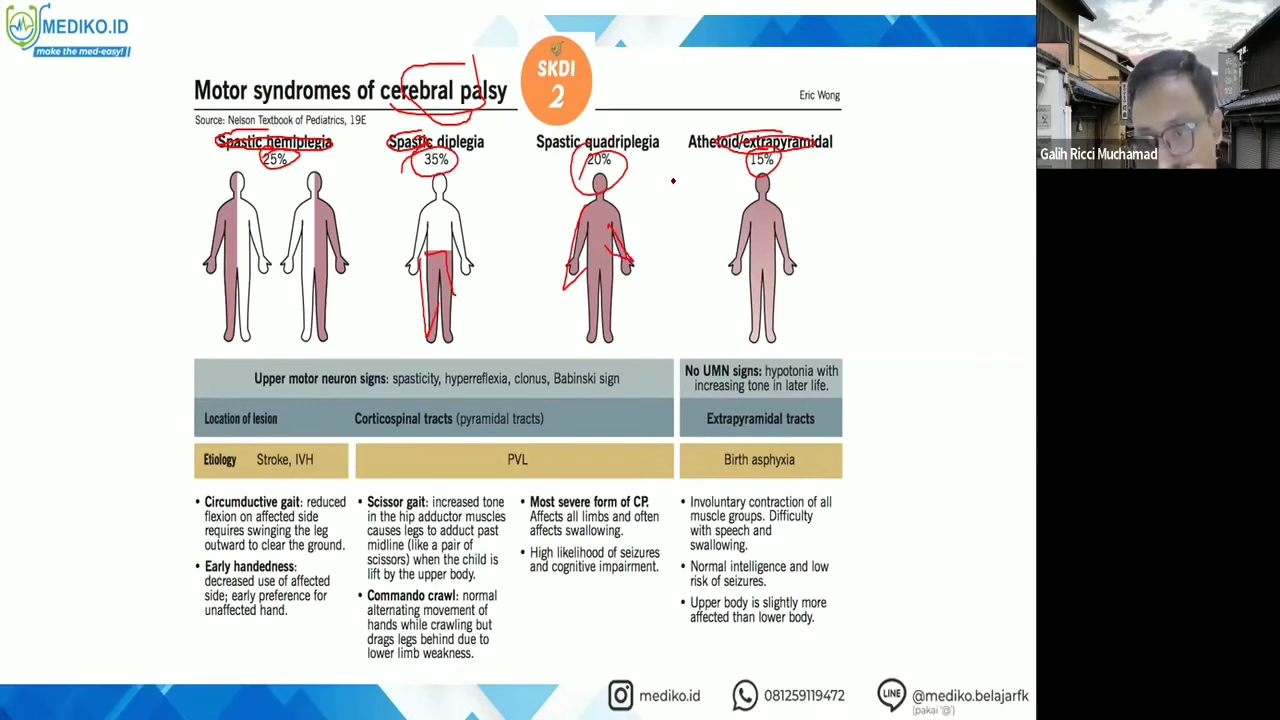 MEDIKO.ID
make the med-easy!
SKDI
2
Motor syndromes of cerebral palsy
Eric Wong
Source: Nelson Textbook of Pediatrics, 19E
Spastic hemiplegia
25%
Spastic diplegia
35%
Spastic quadriplegia
20%
Athetoid/extrapyramidal
15%
Galih Ricci Muchamad
Upper motor neuron signs: spasticity, hyperreflexia, clonus, Babinski sign
No UMN signs: hypotonia with
increasing tone in later life.
Location of lesion
Corticospinal tracts (pyramidal tracts)
Extrapyramidal tracts
Etiology
Stroke, IVH
PVL
Birth asphyxia
• Circumductive gait: reduced
flexion on affected side
requires swinging the leg
outward to clear the ground.
• Early handedness:
decreased use of affected
side; early preference for
unaffected hand.
• Scissor gait: increased tone
in the hip adductor muscles
causes legs to adduct past
midline (like a pair of
scissors) when the child is
lift by the upper body.
• Commando crawl: normal
alternating movement of
hands while crawling but
drags legs behind due to
lower limb weakness.
• Most severe form of CP.
Affects all limbs and often
affects swallowing.
• High likelihood of seizures
and cognitive impairment.
• Involuntary contraction of all
muscle groups. Difficulty
with speech and
swallowing.
• Normal intelligence and low
risk of seizures.
• Upper body is slightly more
affected than lower body.
mediko.id
081259119472
LINE
@mediko.belajarfk
(pakai '@')